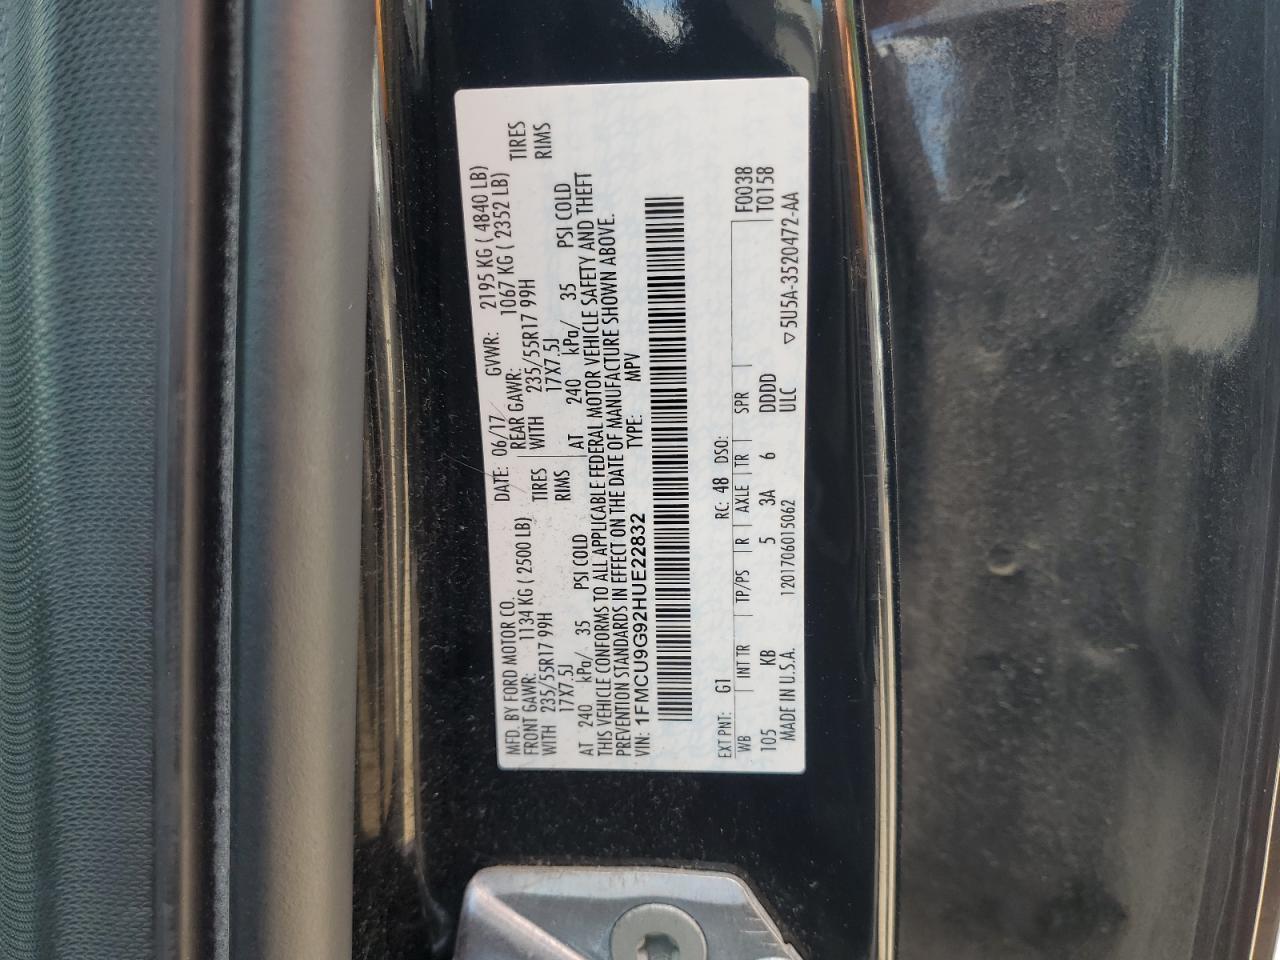 MFD. BY FORD MOTOR CO. DATE: 06/17 GVWR: 2195 KG ( 4840 LB)
FRONT GAWR: 1134 KG ( 2500 LB) REAR GAWR: 1067 KG ( 2352 LB)
WITH 235/55R17 99H TIRES WITH 235/55R17 99H TIRES
17X7.5J RIMS 17X7.5J RIMS
AT 240 kPa/ 35 PSI COLD AT 240 kPa/ 35 PSI COLD
THIS VEHICLE CONFORMS TO ALL APPLICABLE FEDERAL MOTOR VEHICLE SAFETY AND THEFT
PREVENTION STANDARDS IN EFFECT ON THE DATE OF MANUFACTURE SHOWN ABOVE.
VIN: 1FMCU9G92HUE22832 TYPE: MPV
EXT PNT: G1 RC: 48 DSO: F0038
WB INT TR TP/PS R AXLE TR SPR T0158
105 KB 5 3A 6 DDDD
MADE IN U.S.A. 1201706015062 ULC ▽5U5A-3520472-AA